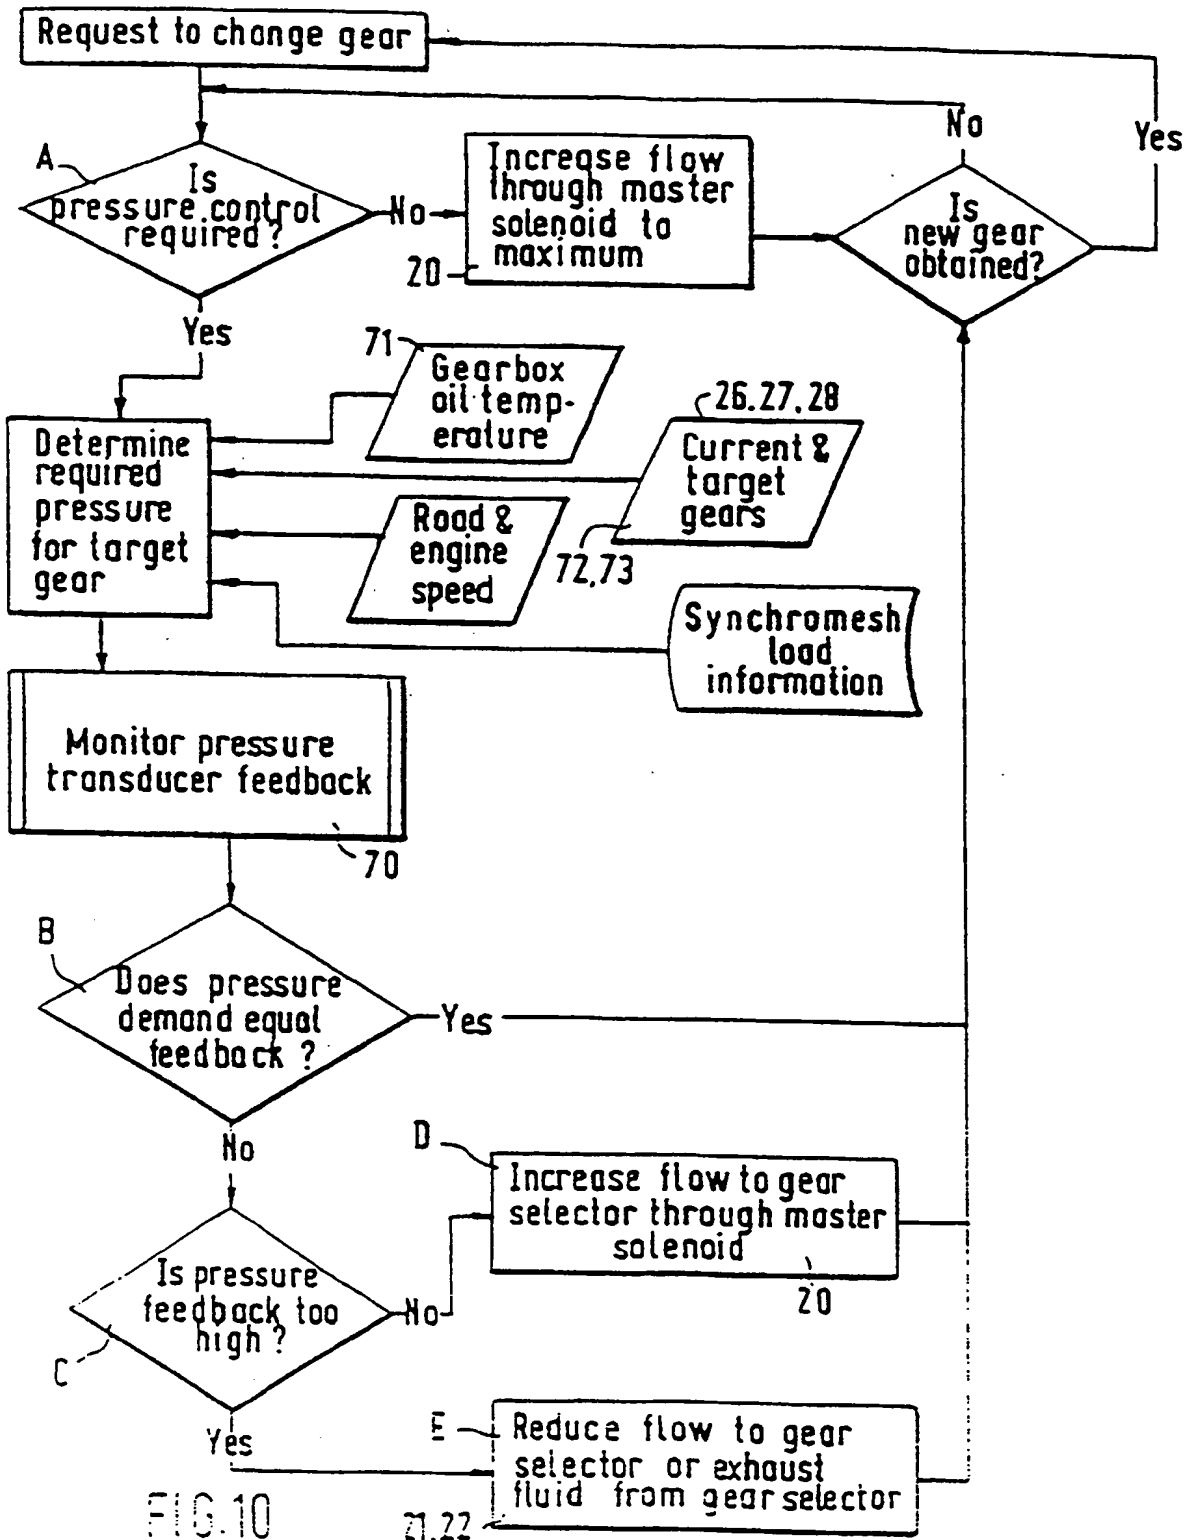 Request to change gear
No
Yes
A
Is
pressure control
required?
No
Increase flow
through master
solenoid to
maximum
20
Is
new gear
obtained?
Yes
71
Gearbox
oil temp-
erature
26.27.28
Current &
target
gears
72,73
Determine
required
pressure
for target
gear
Road &
engine
speed
Synchromesh
load
information
Monitor pressure
transducer feedback
70
B
Does pressure
demand equal
feedback ?
Yes
No
D
Increase flow to gear
selector through master
solenoid
20
Is pressure
feedback too
high ?
No
C
Yes
E
Reduce flow to gear
selector or exhaust
fluid from gear selector
21,22
FIG.10